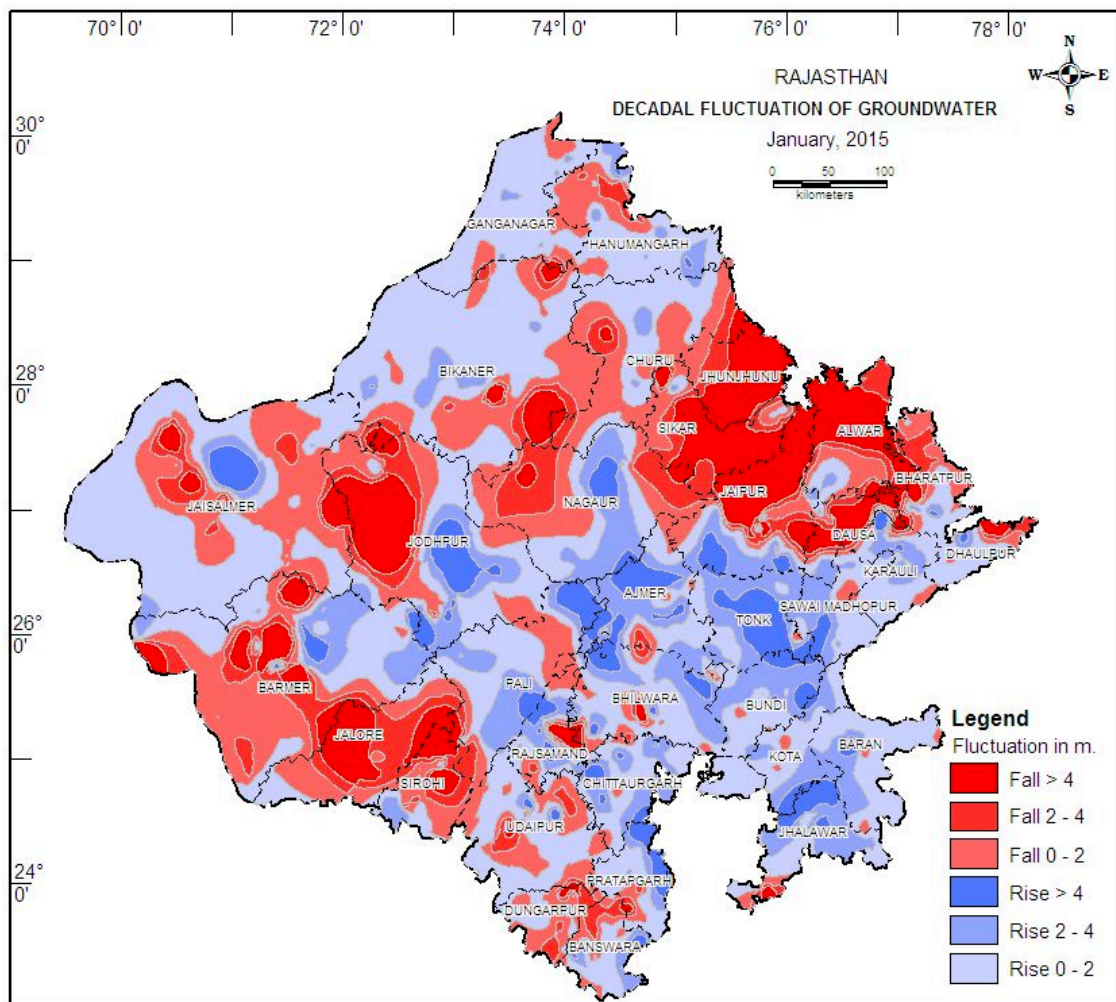 70° 0' 72° 0' 74° 0' 76° 0' 78° 0'
N
W E
S
RAJASTHAN
DECADAL FLUCTUATION OF GROUNDWATER
January, 2015
0 50 100
kilometers
30°
0'
GANGANAGAR
HANUMANGARH
28°
0'
CHURU
BIKANER
JHUNJHUNU
SIKAR
ALWAR
BHARATPUR
NAGAUR
JAIPUR
JAISALMER
DAUSA
JODHPUR
DHAULPUR
KARAULI
AJMER
SAWAI MADHOPUR
TONK
26°
0'
PALI
BARMER
BHILWARA
BUNDI
JALORE
RAJSAMAND
KOTA
BARAN
SIROHI
CHITTAURGARH
UDAIPUR
JHALAWAR
24°
0'
PRATAPGARH
DUNGARPUR
BANSWARA
Legend
Fluctuation in m.
Fall > 4
Fall 2 - 4
Fall 0 - 2
Rise > 4
Rise 2 - 4
Rise 0 - 2